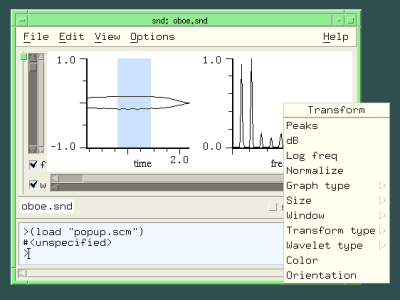 snd: oboe.snd
File Edit View Options Help
1.0
-1.0
time
2.0
1.0
0.0
fre
f
w
oboe.snd
s
>(load "popup.scm")
#<unspecified>
>
Transform
Peaks
dB
Log freq
Normalize
Graph type
Size
Window
Transform type
Wavelet type
Color
Orientation